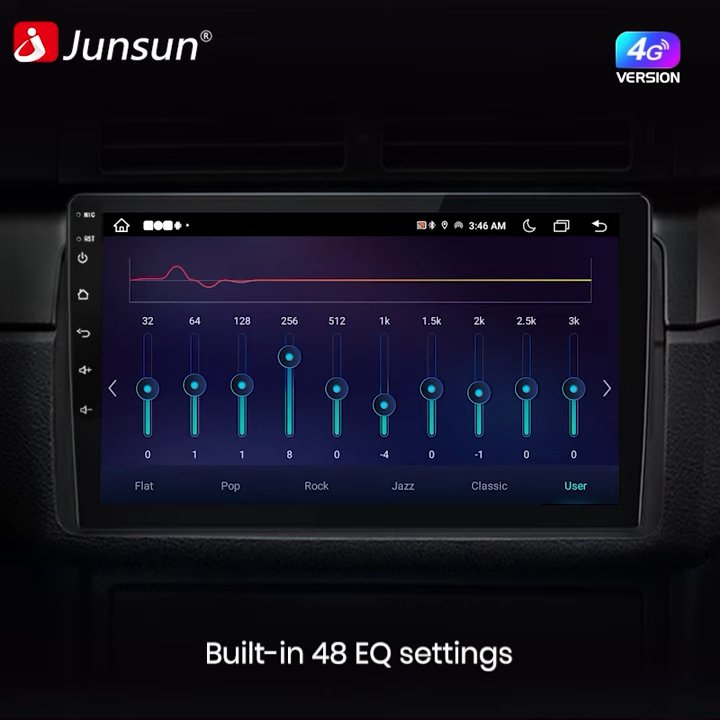 Junsun®
4G
VERSION
MIC
RST
3:46 AM
32 64 128 256 512 1k 1.5k 2k 2.5k 3k
0 1 1 8 0 -4 0 -1 0 0
Flat Pop Rock Jazz Classic User
Built-in 48 EQ settings